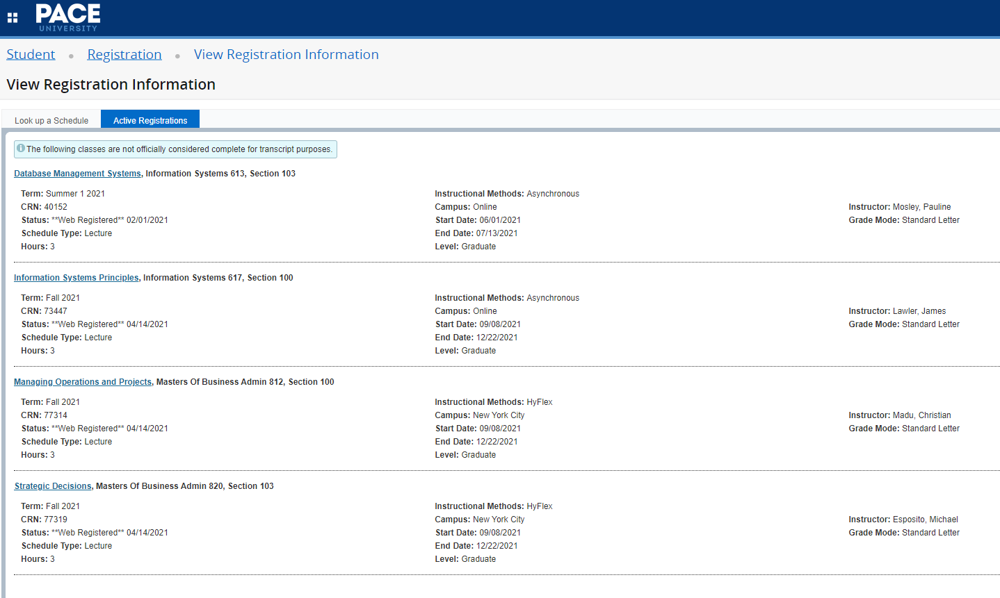 PACE
UNIVERSITY
Student • Registration • View Registration Information
View Registration Information
Look up a Schedule Active Registrations
The following classes are not officially considered complete for transcript purposes.
Database Management Systems, Information Systems 613, Section 103
Term: Summer 1 2021 Instructional Methods: Asynchronous
CRN: 40152 Campus: Online Instructor: Mosley, Pauline
Status: **Web Registered** 02/01/2021 Start Date: 06/01/2021 Grade Mode: Standard Letter
Schedule Type: Lecture End Date: 07/13/2021
Hours: 3 Level: Graduate
Information Systems Principles, Information Systems 617, Section 100
Term: Fall 2021 Instructional Methods: Asynchronous
CRN: 73447 Campus: Online Instructor: Lawler, James
Status: **Web Registered** 04/14/2021 Start Date: 09/08/2021 Grade Mode: Standard Letter
Schedule Type: Lecture End Date: 12/22/2021
Hours: 3 Level: Graduate
Managing Operations and Projects, Masters Of Business Admin 812, Section 100
Term: Fall 2021 Instructional Methods: HyFlex
CRN: 77314 Campus: New York City Instructor: Madu, Christian
Status: **Web Registered** 04/14/2021 Start Date: 09/08/2021 Grade Mode: Standard Letter
Schedule Type: Lecture End Date: 12/22/2021
Hours: 3 Level: Graduate
Strategic Decisions, Masters Of Business Admin 820, Section 103
Term: Fall 2021 Instructional Methods: HyFlex
CRN: 77319 Campus: New York City Instructor: Esposito, Michael
Status: **Web Registered** 04/14/2021 Start Date: 09/08/2021 Grade Mode: Standard Letter
Schedule Type: Lecture End Date: 12/22/2021
Hours: 3 Level: Graduate